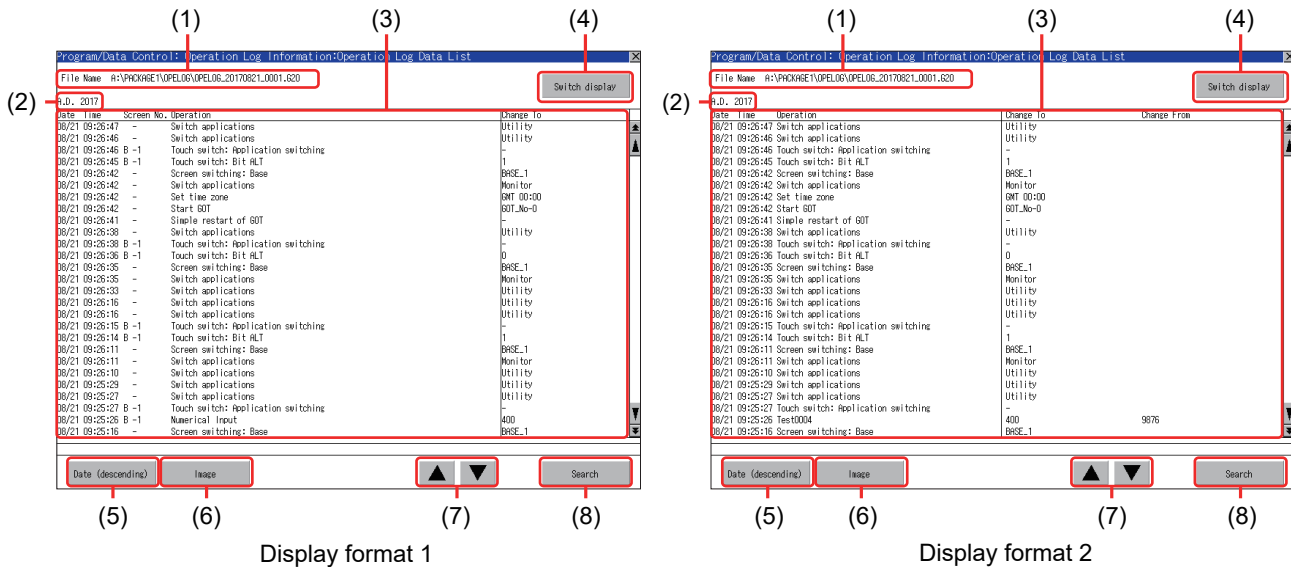 (1) (3) (4)
Program/Data Control: Operation Log Information:Operation Log Data List
File Name A:\PACKAGE1\OPELOG\OPELOG_20170821_0001.G20
Switch display
(2)
A.D. 2017
Date Time Screen No. Operation Change To
08/21 09:26:47 - Switch applications Utility
08/21 09:26:46 - Switch applications Utility
08/21 09:26:46 B -1 Touch switch: Application switching -
08/21 09:26:45 B -1 Touch switch: Bit ALT 1
08/21 09:26:42 - Screen switching: Base BASE_1
08/21 09:26:42 - Switch applications Monitor
08/21 09:26:42 - Set time zone GMT 00:00
08/21 09:26:42 - Start GOT GOT_No-0
08/21 09:26:41 - Simple restart of GOT -
08/21 09:26:38 - Switch applications Utility
08/21 09:26:38 B -1 Touch switch: Application switching -
08/21 09:26:36 B -1 Touch switch: Bit ALT 0
08/21 09:26:35 - Screen switching: Base BASE_1
08/21 09:26:35 - Switch applications Monitor
08/21 09:26:33 - Switch applications Utility
08/21 09:26:16 - Switch applications Utility
08/21 09:26:16 - Switch applications Utility
08/21 09:26:15 B -1 Touch switch: Application switching -
08/21 09:26:14 B -1 Touch switch: Bit ALT 1
08/21 09:26:11 - Screen switching: Base BASE_1
08/21 09:26:11 - Switch applications Monitor
08/21 09:26:10 - Switch applications Utility
08/21 09:25:29 - Switch applications Utility
08/21 09:25:27 - Switch applications Utility
08/21 09:25:27 B -1 Touch switch: Application switching -
08/21 09:25:26 B -1 Numerical Input 400
08/21 09:25:16 - Screen switching: Base BASE_1
Date (descending) Image ▲ ▼ Search
(5) (6) (7) (8)
Display format 1
(1) (3) (4)
Program/Data Control: Operation Log Information:Operation Log Data List
File Name A:\PACKAGE1\OPELOG\OPELOG_20170821_0001.G20
Switch display
(2)
A.D. 2017
Date Time Operation Change To Change From
08/21 09:26:47 Switch applications Utility
08/21 09:26:46 Switch applications Utility
08/21 09:26:46 Touch switch: Application switching -
08/21 09:26:45 Touch switch: Bit ALT 1
08/21 09:26:42 Screen switching: Base BASE_1
08/21 09:26:42 Switch applications Monitor
08/21 09:26:42 Set time zone GMT 00:00
08/21 09:26:42 Start GOT GOT_No-0
08/21 09:26:41 Simple restart of GOT -
08/21 09:26:38 Switch applications Utility
08/21 09:26:38 Touch switch: Application switching -
08/21 09:26:36 Touch switch: Bit ALT 0
08/21 09:26:35 Screen switching: Base BASE_1
08/21 09:26:35 Switch applications Monitor
08/21 09:26:33 Switch applications Utility
08/21 09:26:16 Switch applications Utility
08/21 09:26:16 Switch applications Utility
08/21 09:26:15 Touch switch: Application switching -
08/21 09:26:14 Touch switch: Bit ALT 1
08/21 09:26:11 Screen switching: Base BASE_1
08/21 09:26:11 Switch applications Monitor
08/21 09:26:10 Switch applications Utility
08/21 09:25:29 Switch applications Utility
08/21 09:25:27 Switch applications Utility
08/21 09:25:27 Touch switch: Application switching -
08/21 09:25:26 Test0004 400 9876
08/21 09:25:16 Screen switching: Base BASE_1
Date (descending) Image ▲ ▼ Search
(5) (6) (7) (8)
Display format 2